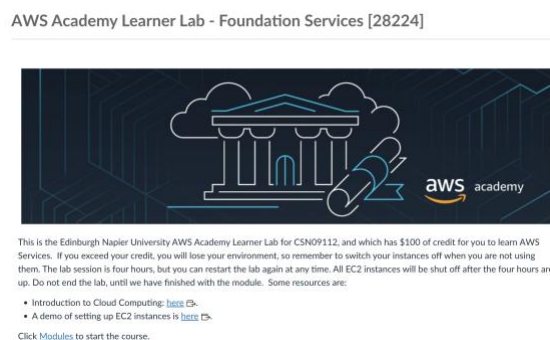 AWS Academy Learner Lab - Foundation Services [28224]
aws academy
This is the Edinburgh Napier University AWS Academy Learner Lab for CSN09112, and which has $100 of credit for you to learn AWS
Services. If you exceed your credit, you will lose your environment, so remember to switch your instances off when you are not using
them. The lab session is four hours, but you can restart the lab again at any time. All EC2 instances will be shut off after the four hours are
up. Do not end the lab, until we have finished with the module. Some resources are:
• Introduction to Cloud Computing: here
• A demo of setting up EC2 instances is here
Click Modules to start the course.